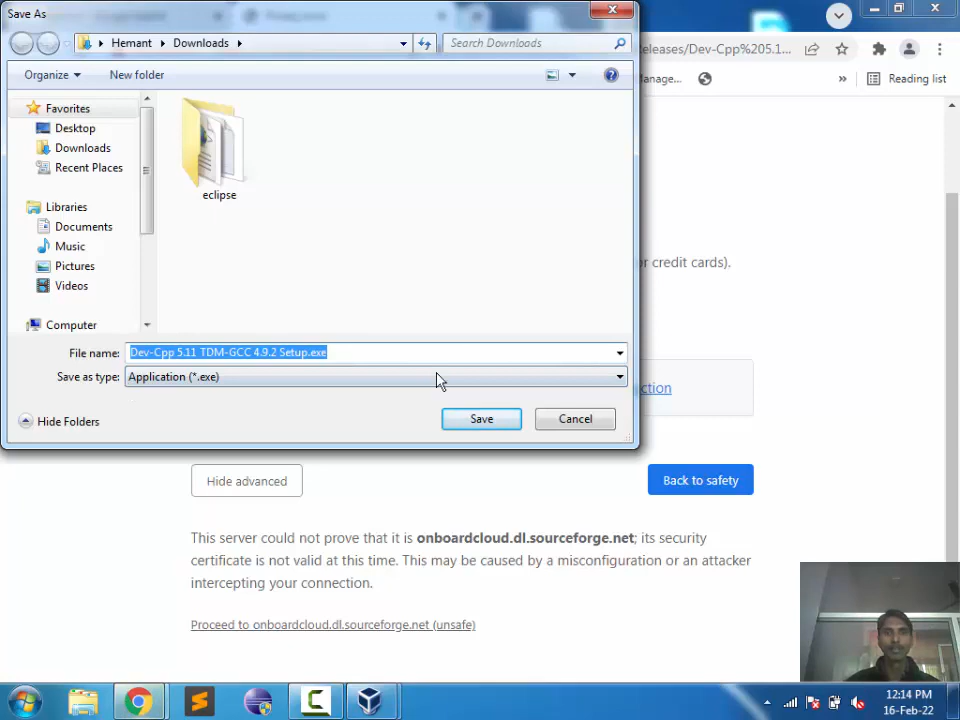 Save As
Hemant
Downloads
Search Downloads
Releases/Dev-Cpp%205.1...
Organize
New folder
Manage...
»
Reading list
Favorites
Desktop
Downloads
Recent Places
Libraries
Documents
Music
Pictures
Videos
Computer
eclipse
or credit cards).
File name:
Dev-Cpp 5.11 TDM-GCC 4.9.2 Setup.exe
Save as type:
Application (*.exe)
Hide Folders
Save
Cancel
Hide advanced
Back to safety
This server could not prove that it is onboardcloud.dl.sourceforge.net; its security
certificate is not valid at this time. This may be caused by a misconfiguration or an attacker
intercepting your connection.
Proceed to onboardcloud.dl.sourceforge.net (unsafe)
12:14 PM
16-Feb-22